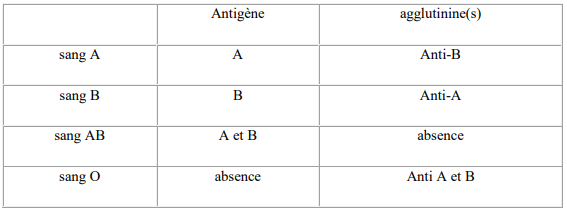 Antigène agglutinine(s)
sang A A Anti-B
sang B B Anti-A
sang AB A et B absence
sang O absence Anti A et B